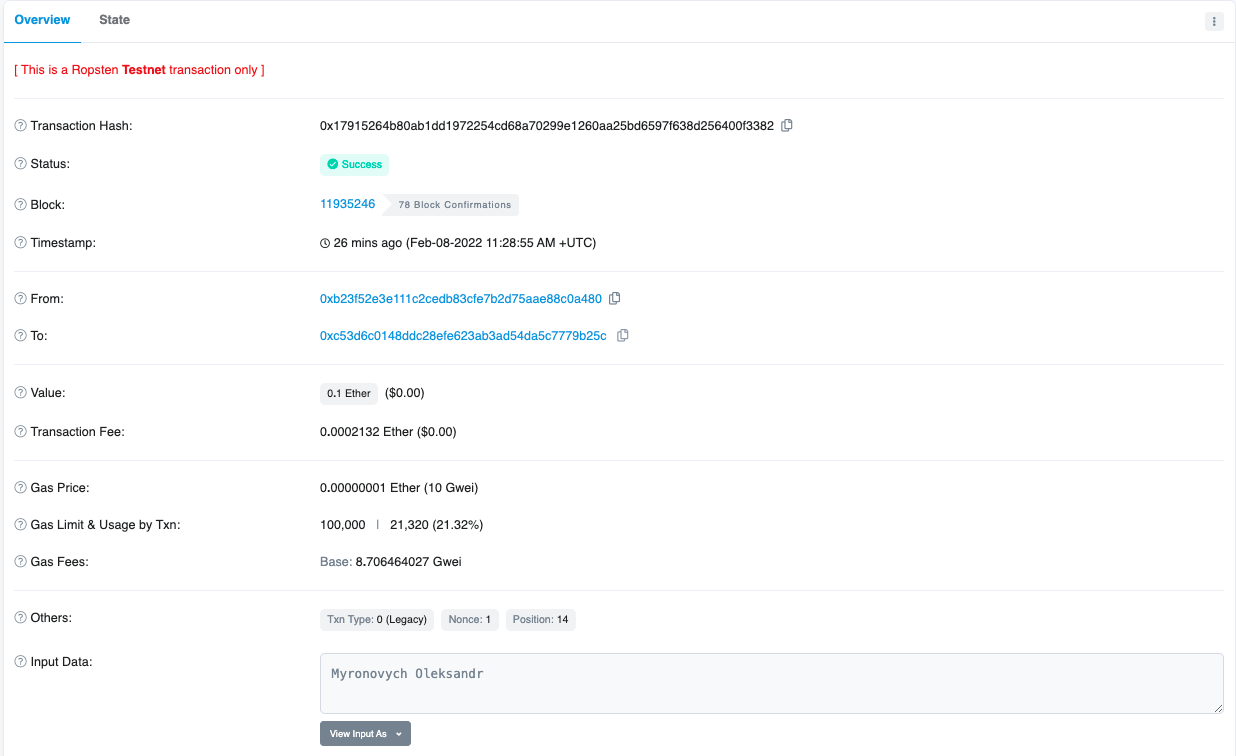 Overview State
[ This is a Ropsten Testnet transaction only ]
Transaction Hash: 0x17915264b80ab1dd1972254cd68a70299e1260aa25bd6597f638d256400f3382
Status: Success
Block: 11935246 78 Block Confirmations
Timestamp: 26 mins ago (Feb-08-2022 11:28:55 AM +UTC)
From: 0xb23f52e3e111c2cedb83cfe7b2d75aae88c0a480
To: 0xc53d6c0148ddc28efe623ab3ad54da5c7779b25c
Value: 0.1 Ether ($0.00)
Transaction Fee: 0.0002132 Ether ($0.00)
Gas Price: 0.00000001 Ether (10 Gwei)
Gas Limit & Usage by Txn: 100,000 | 21,320 (21.32%)
Gas Fees: Base: 8.706464027 Gwei
Others: Txn Type: 0 (Legacy) Nonce: 1 Position: 14
Input Data: Myronovych Oleksandr
View Input As